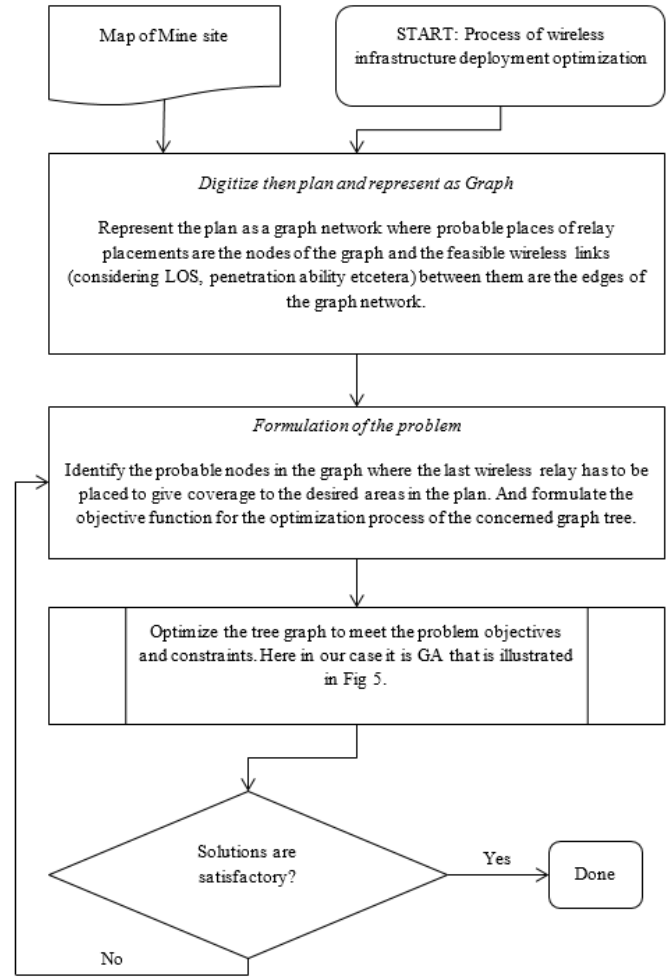 Map of Mine site
START: Process of wireless
infrastructure deployment optimization
Digitize then plan and represent as Graph
Represent the plan as a graph network where probable places of relay
placements are the nodes of the graph and the feasible wireless links
(considering LOS, penetration ability etcetera) between them are the edges of
the graph network.
Formulation of the problem
Identify the probable nodes in the graph where the last wireless relay has to be
placed to give coverage to the desired areas in the plan. And formulate the
objective function for the optimization process of the concerned graph tree.
Optimize the tree graph to meet the problem objectives
and constraints. Here in our case it is GA that is illustrated
in Fig 5.
Solutions are
satisfactory?
Yes
Done
No